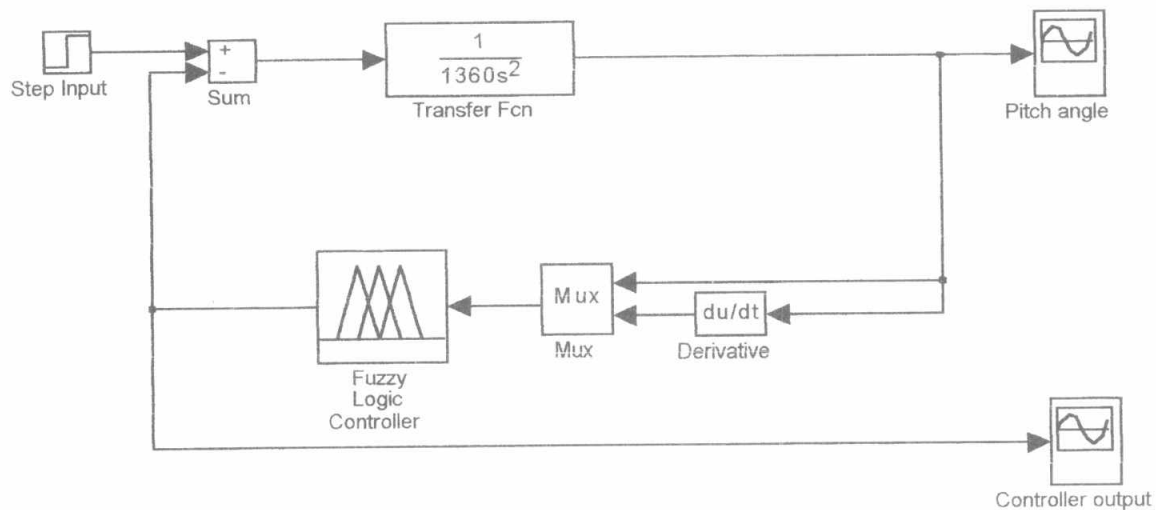 +
-
Step Input
Sum
1
1360s²
Transfer Fcn
Pitch angle
Mux
Mux
du/dt
Derivative
Fuzzy
Logic
Controller
Controller output